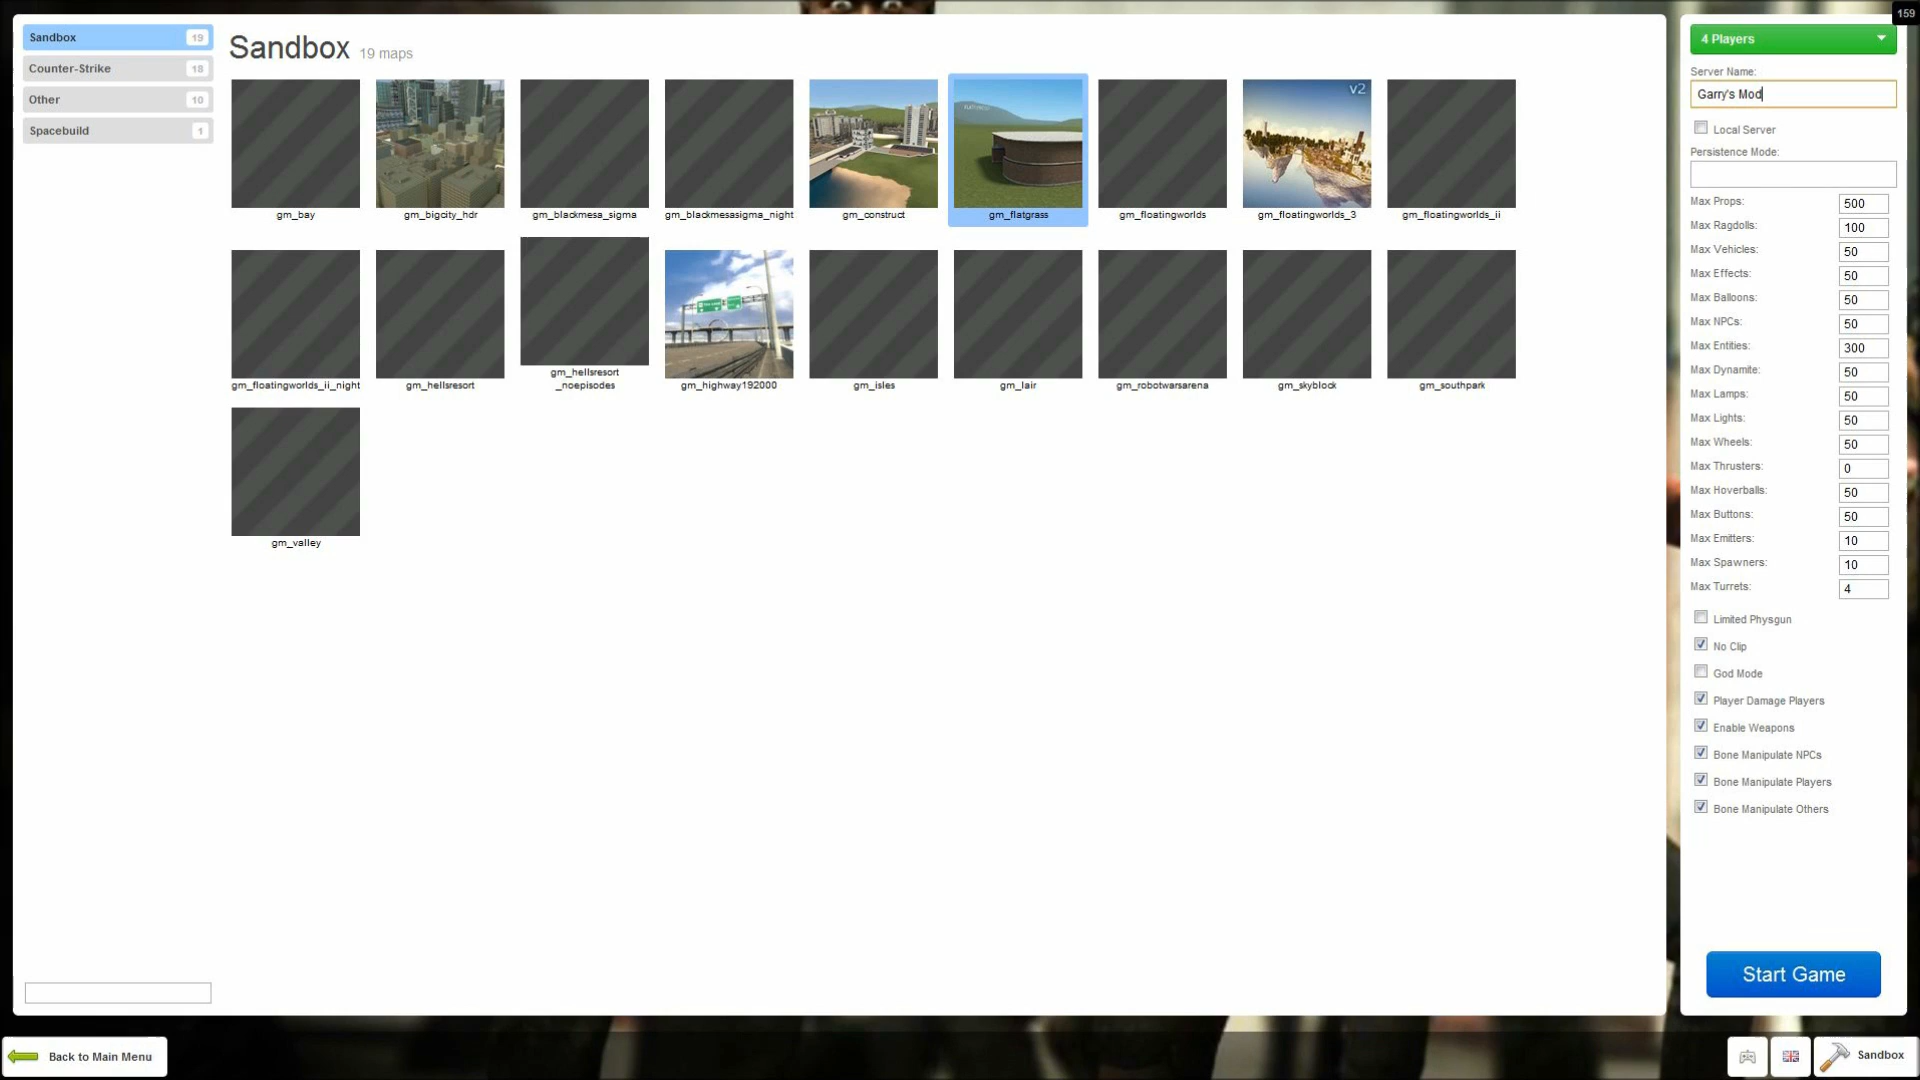 159
Sandbox 19
Counter-Strike 18
Other 10
Spacebuild 1
Sandbox 19 maps
v2
gm_bay
gm_bigcity_hdr
gm_blackmesa_sigma
gm_blackmesasigma_night
gm_construct
gm_flatgrass
gm_floatingworlds
gm_floatingworlds_3
gm_floatingworlds_ii
gm_floatingworlds_ii_night
gm_hellsresort
gm_hellsresort
_noepisodes
gm_highway192000
gm_isles
gm_lair
gm_robotwarsarena
gm_skyblock
gm_southpark
gm_valley
4 Players
Server Name:
Garry's Mod
Local Server
Persistence Mode:
Max Props: 500
Max Ragdolls: 100
Max Vehicles: 50
Max Effects: 50
Max Balloons: 50
Max NPCs: 50
Max Entities: 300
Max Dynamite: 50
Max Lamps: 50
Max Lights: 50
Max Wheels: 50
Max Thrusters: 0
Max Hoverballs: 50
Max Buttons: 50
Max Emitters: 10
Max Spawners: 10
Max Turrets: 4
Limited Physgun
No Clip
God Mode
Player Damage Players
Enable Weapons
Bone Manipulate NPCs
Bone Manipulate Players
Bone Manipulate Others
Start Game
Back to Main Menu
Sandbox